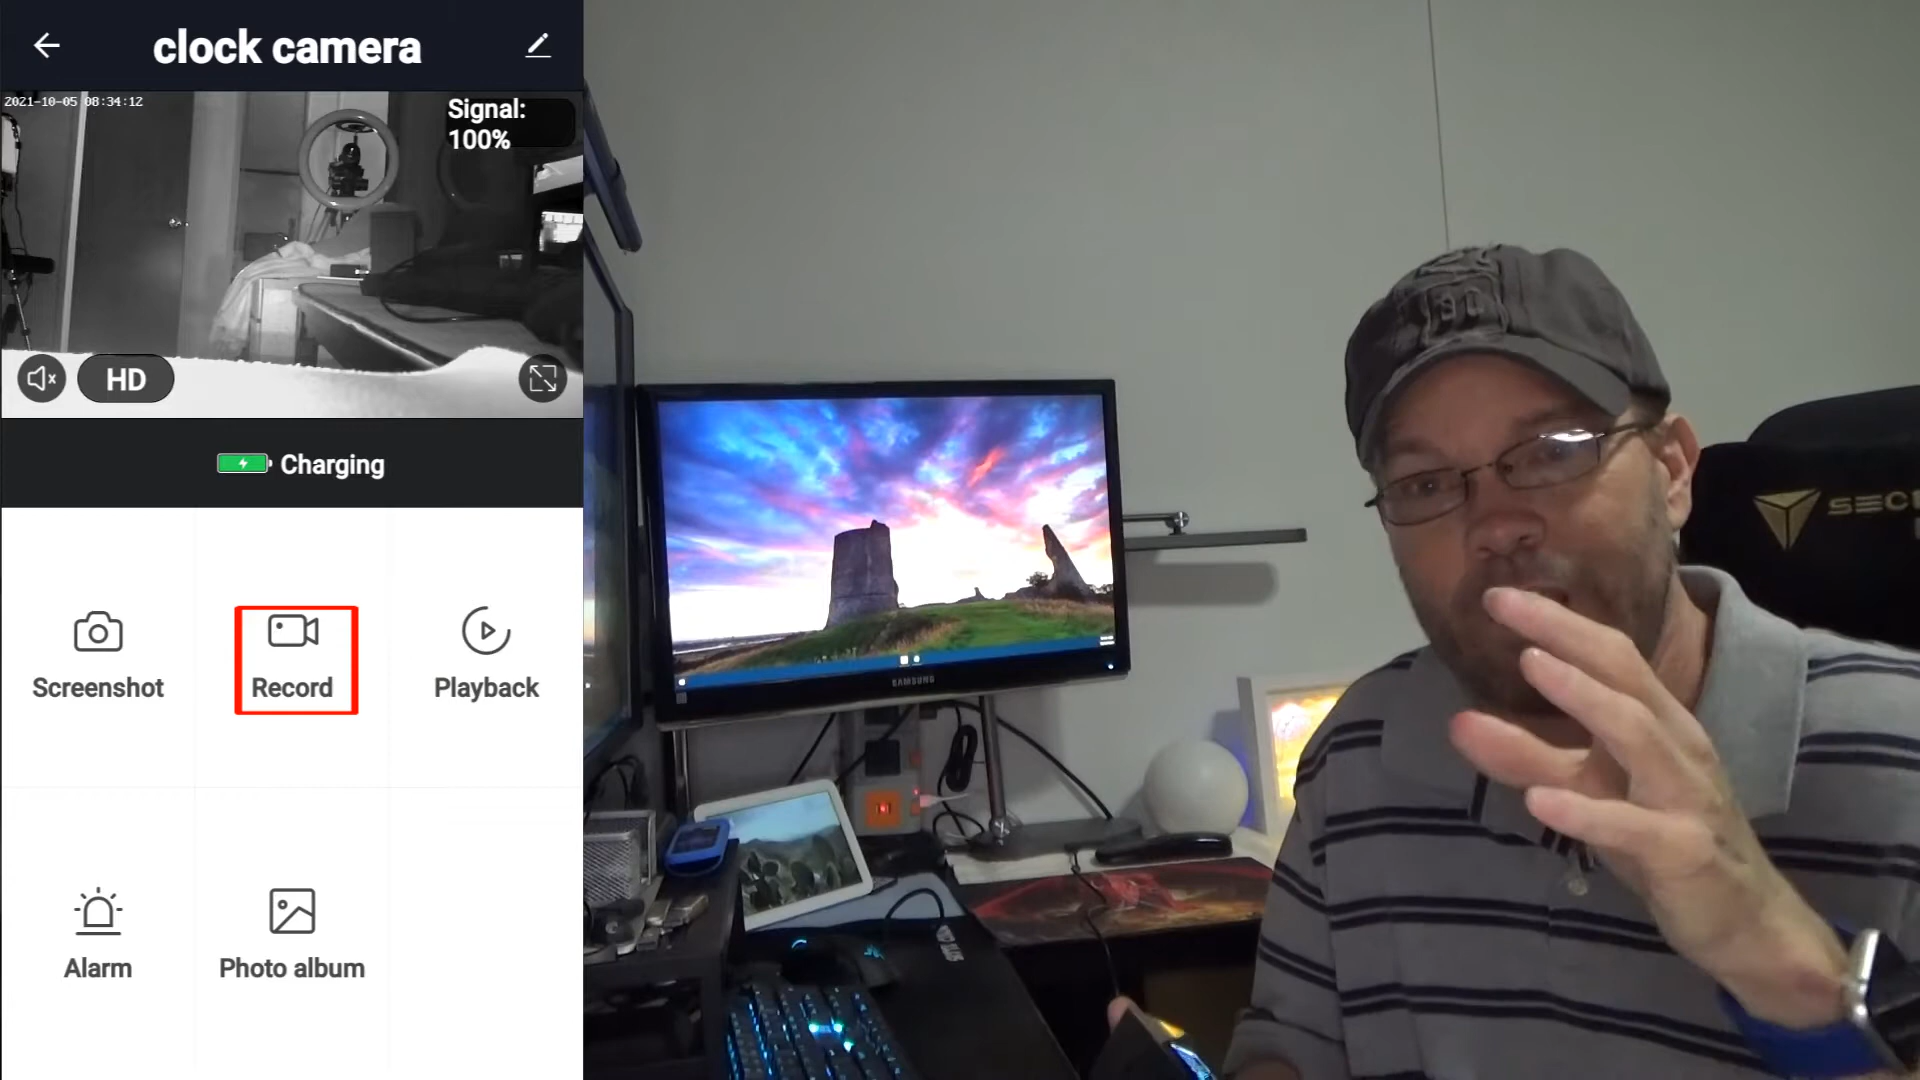 clock camera
2021-10-05 08:34:12
Signal:
100%
HD
Charging
Screenshot
Record
Playback
Alarm
Photo album
SAMSUNG